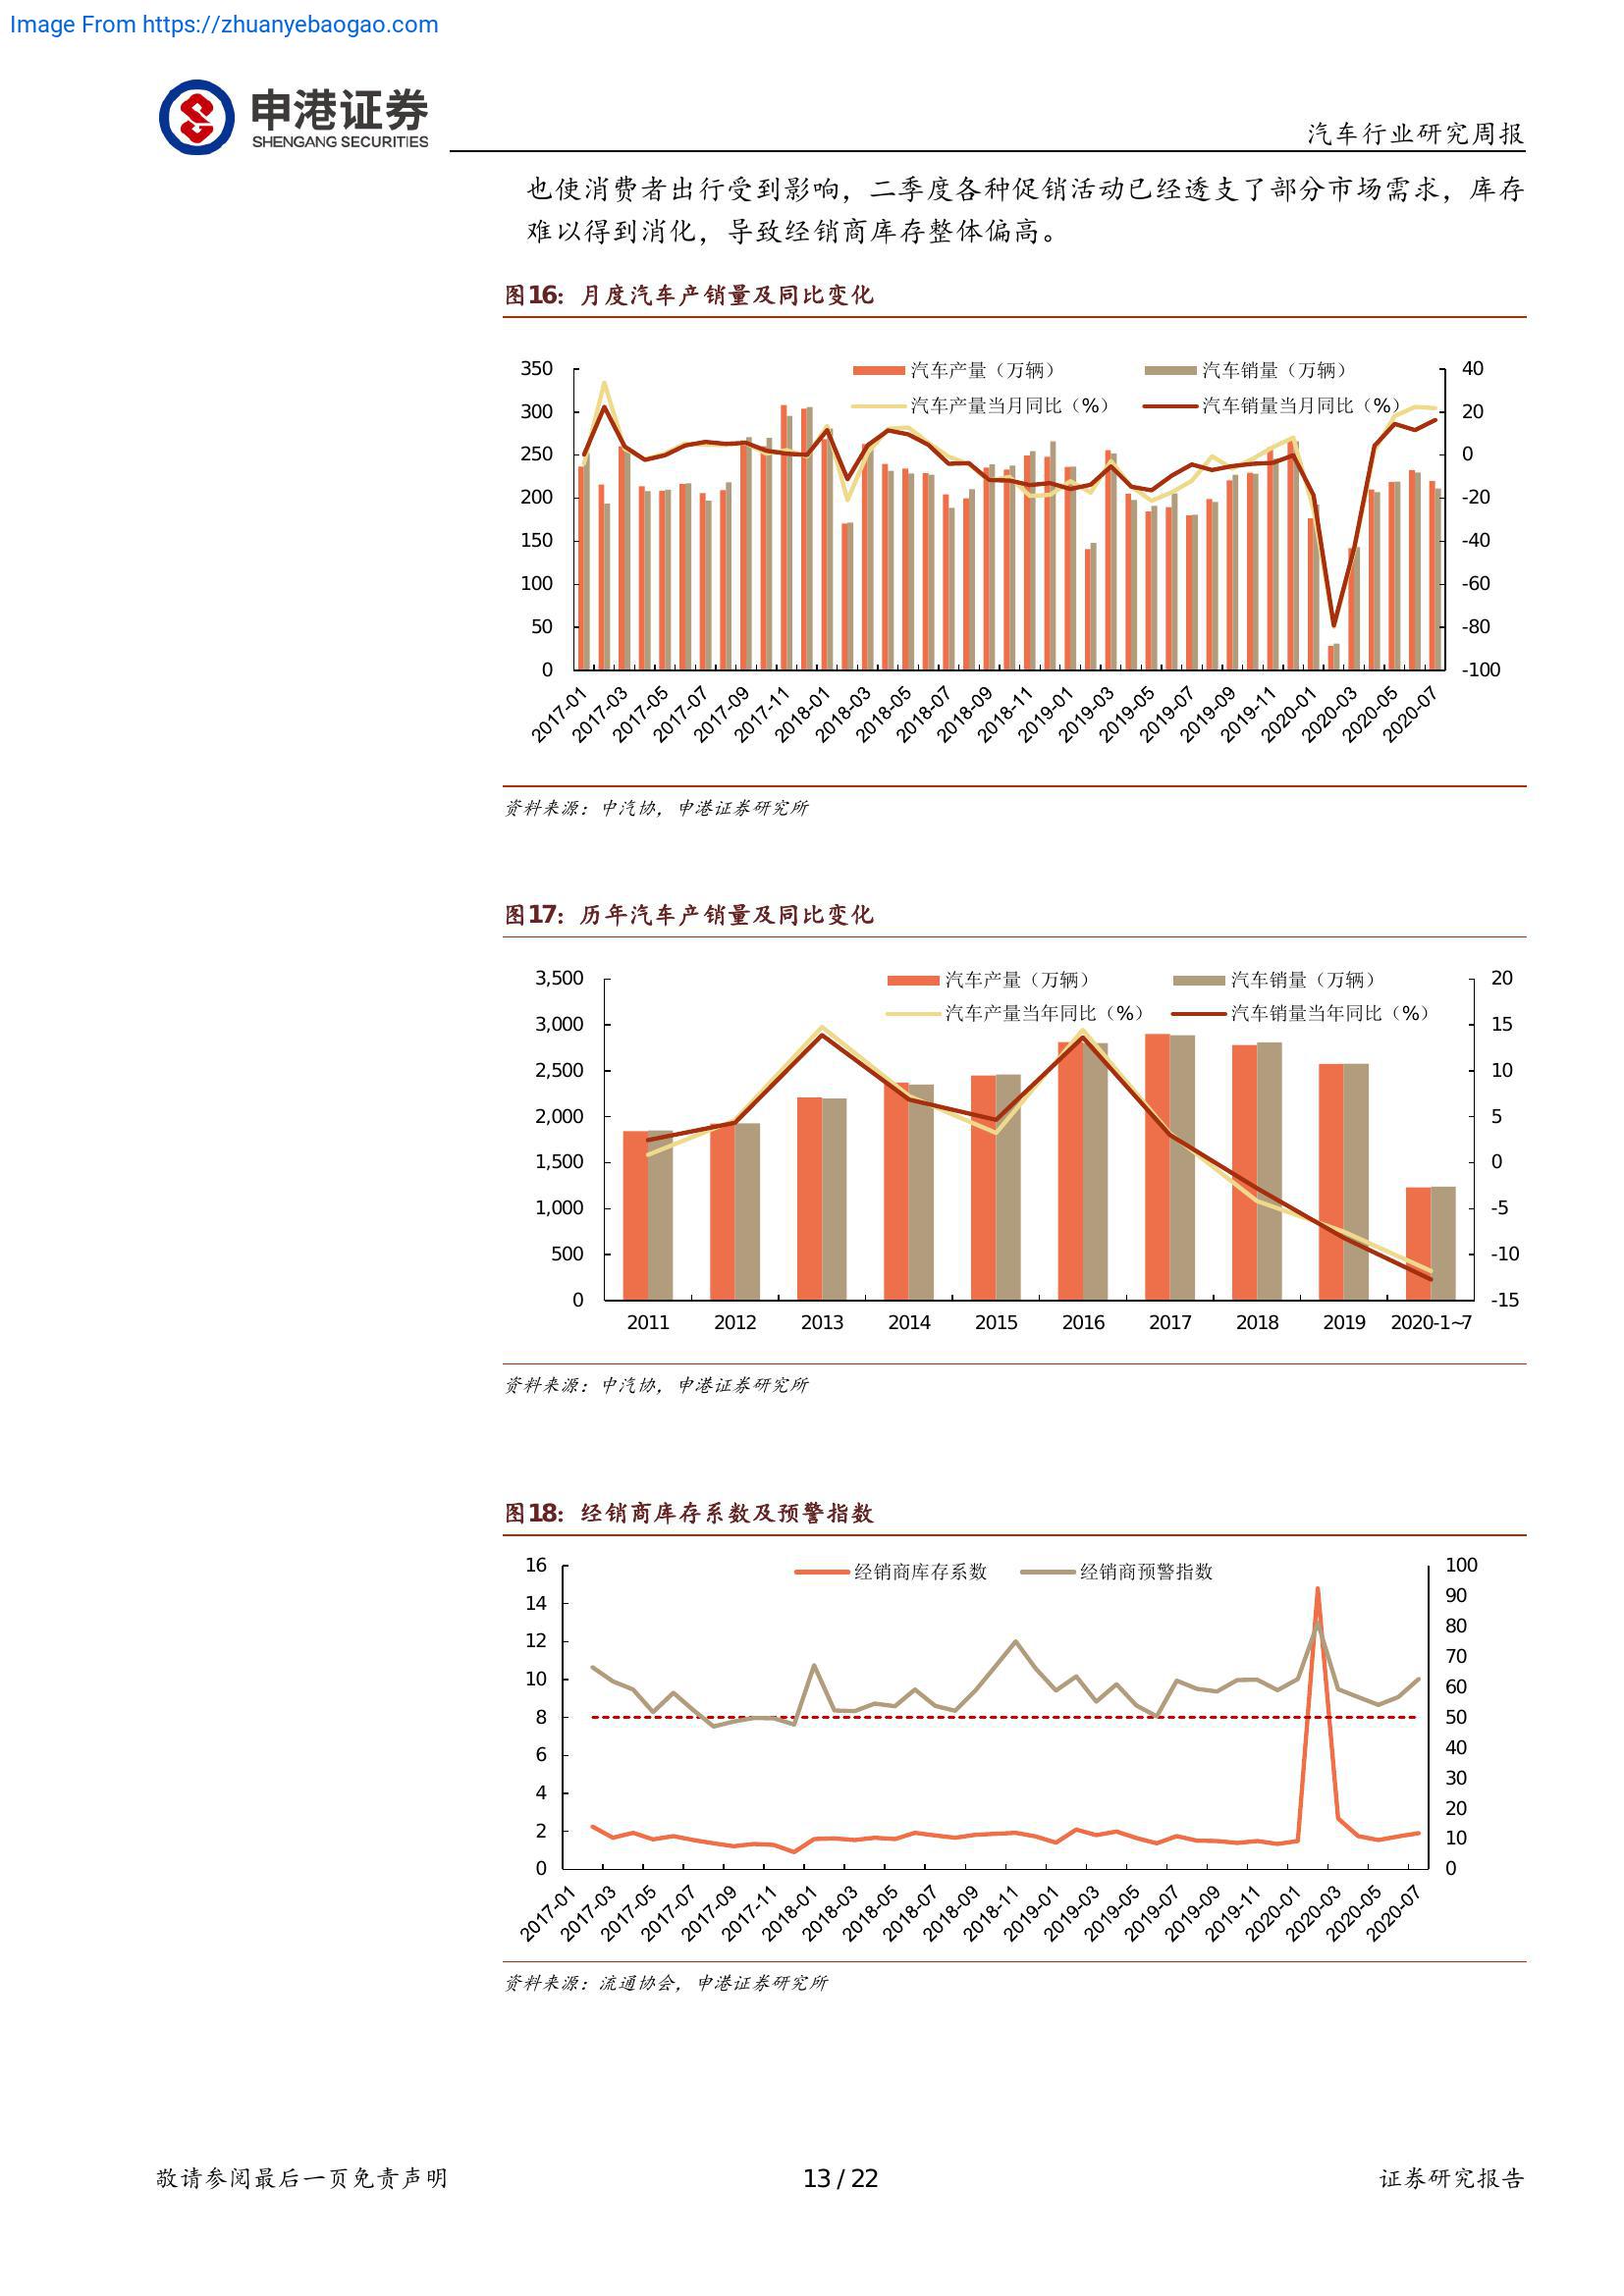 Image From https://zhuanyebaogao.com
申港证券
SHENGANG SECURITIES
汽车行业研究周报
也使消费者出行受到影响，二季度各种促销活动已经透支了部分市场需求，库存
难以得到消化，导致经销商库存整体偏高。
图16：月度汽车产销量及同比变化
汽车产量（万辆） 汽车销量（万辆）
汽车产量当月同比（%） 汽车销量当月同比（%）
350 40
300 20
250 0
200 -20
150 -40
100 -60
50 -80
0 -100
2017-01 2017-03 2017-05 2017-07 2017-09 2017-11 2018-01 2018-03 2018-05 2018-07 2018-09 2018-11 2019-01 2019-03 2019-05 2019-07 2019-09 2019-11 2020-01 2020-03 2020-05 2020-07
资料来源：中汽协，申港证券研究所
图17：历年汽车产销量及同比变化
汽车产量（万辆） 汽车销量（万辆）
汽车产量当年同比（%） 汽车销量当年同比（%）
3,500 20
3,000 15
2,500 10
2,000 5
1,500 0
1,000 -5
500 -10
0 -15
2011 2012 2013 2014 2015 2016 2017 2018 2019 2020-1~7
资料来源：中汽协，申港证券研究所
图18：经销商库存系数及预警指数
经销商库存系数 经销商预警指数
16 100
14 90
12 80
10 70
8 60
6 50
4 40
2 30
0 20
10
0
2017-01 2017-03 2017-05 2017-07 2017-09 2017-11 2018-01 2018-03 2018-05 2018-07 2018-09 2018-11 2019-01 2019-03 2019-05 2019-07 2019-09 2019-11 2020-01 2020-03 2020-05 2020-07
资料来源：流通协会，申港证券研究所
敬请参阅最后一页免责声明 13 / 22 证券研究报告